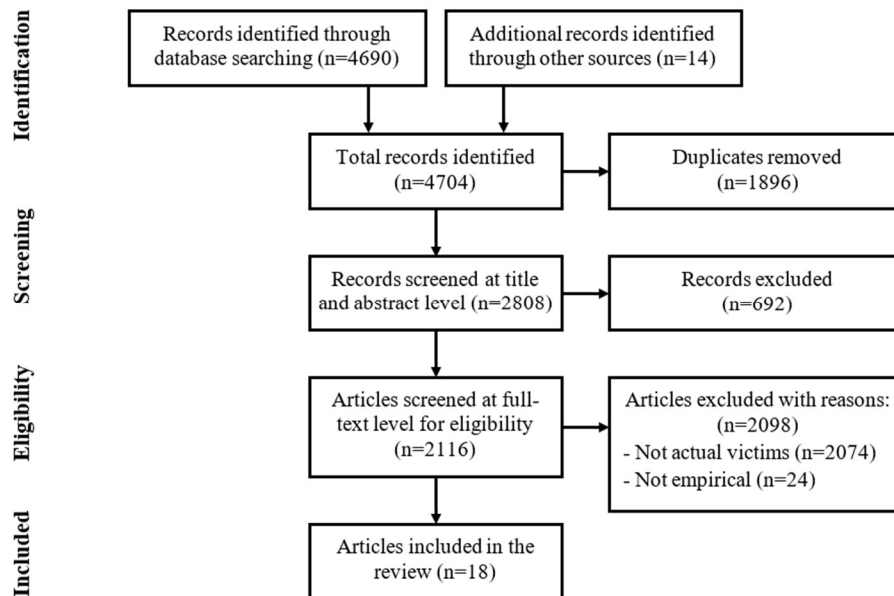 Identification
Records identified through
database searching (n=4690)
Additional records identified
through other sources (n=14)
Total records identified
(n=4704)
Duplicates removed
(n=1896)
Screening
Records screened at title
and abstract level (n=2808)
Records excluded
(n=692)
Eligibility
Articles screened at full-
text level for eligibility
(n=2116)
Articles excluded with reasons:
(n=2098)
- Not actual victims (n=2074)
- Not empirical (n=24)
Included
Articles included in the
review (n=18)